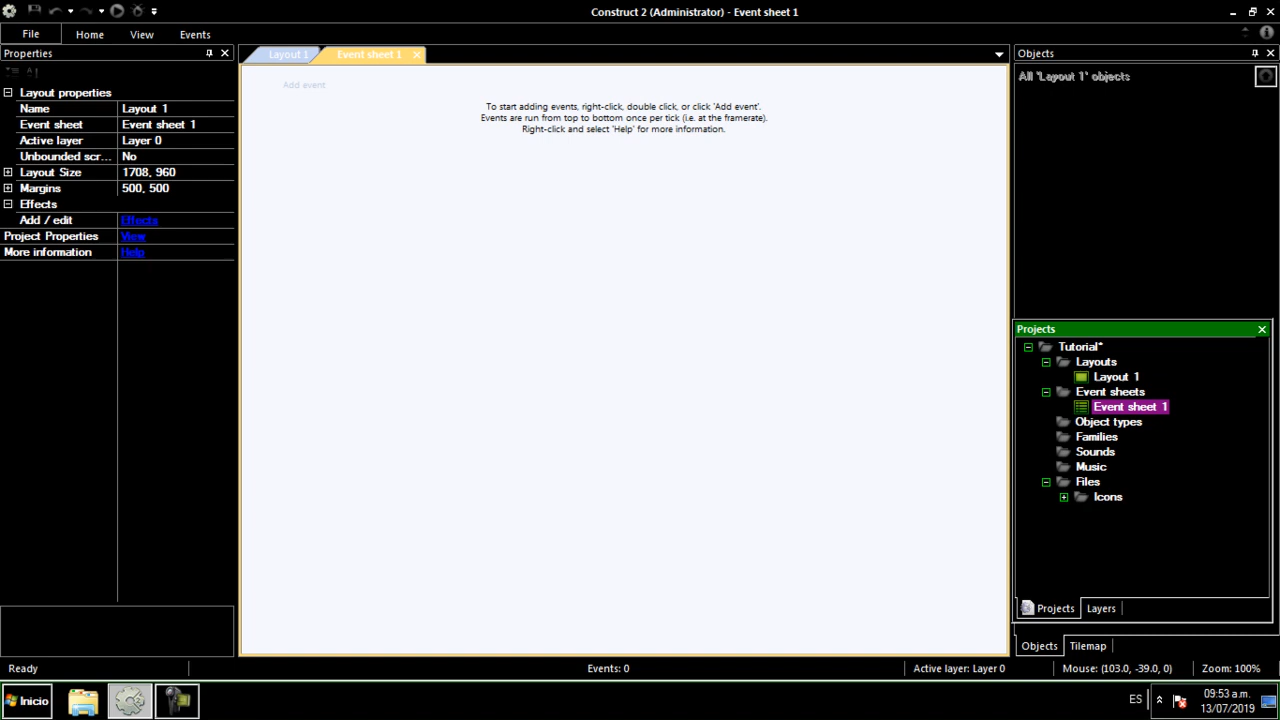 Construct 2 (Administrator) - Event sheet 1
File
Home
View
Events
Properties
Layout properties
Name
Layout 1
Event sheet
Event sheet 1
Active layer
Layer 0
Unbounded scr...
No
Layout Size
1708, 960
Margins
500, 500
Effects
Add / edit
Effects
Project Properties
View
More information
Help
Layout 1
Event sheet 1
Add event
To start adding events, right-click, double click, or click 'Add event'.
Events are run from top to bottom once per tick (i.e. at the framerate).
Right-click and select 'Help' for more information.
Objects
All 'Layout 1' objects
Projects
Tutorial*
Layouts
Layout 1
Event sheets
Event sheet 1
Object types
Families
Sounds
Music
Files
Icons
Projects
Layers
Objects
Tilemap
Ready
Events: 0
Active layer: Layer 0
Mouse: (103.0, -39.0, 0)
Zoom: 100%
Inicio
ES
09:53 a.m.
13/07/2019